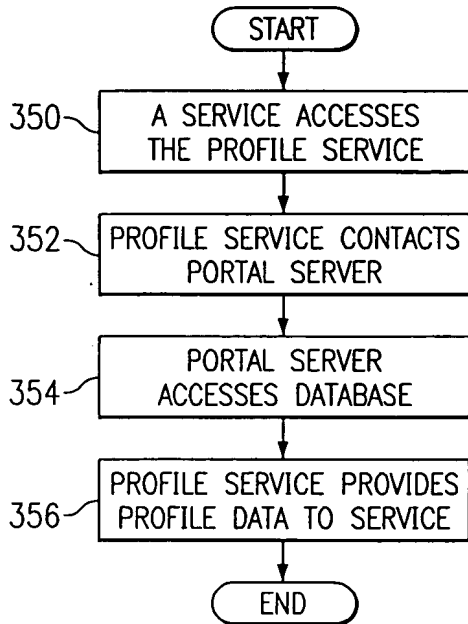 START
350
A SERVICE ACCESSES
THE PROFILE SERVICE
352
PROFILE SERVICE CONTACTS
PORTAL SERVER
354
PORTAL SERVER
ACCESSES DATABASE
356
PROFILE SERVICE PROVIDES
PROFILE DATA TO SERVICE
END